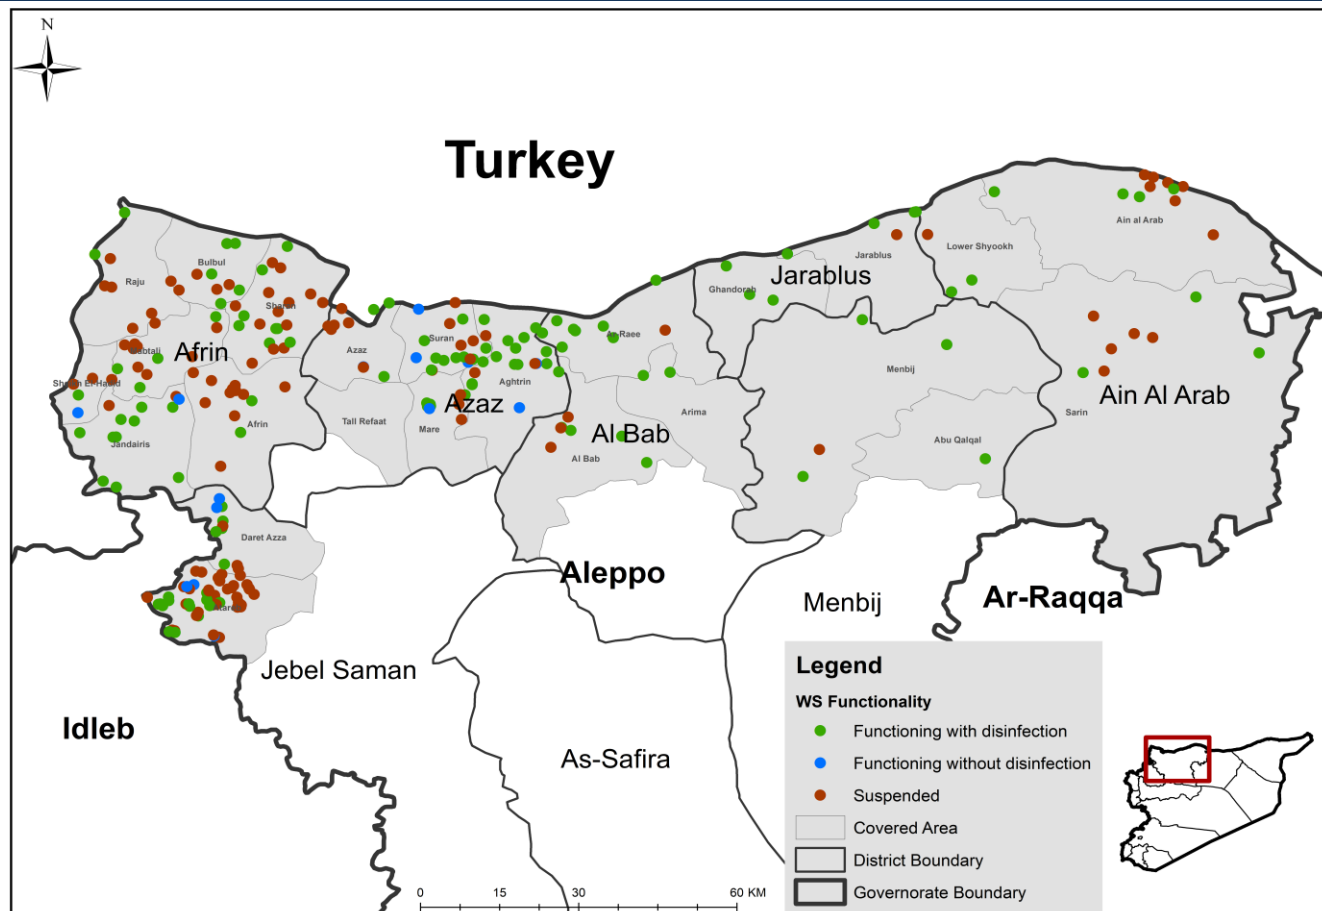 N
Turkey
Ain al Arab
Lower Shyookh
Jarablus
Bulbul
Jarablus
Raju
Ghandorah
Sharan
Ar-Raee
Suran
Azaz
Afrin
Menbij
Aghtrin
Ain Al Arab
Azaz
Arima
Sarin
Tall Refaat
Mare
Afrin
Al Bab
Abu Qalqal
Jandairis
Al Bab
Daret Azza
Aleppo
Ar-Raqqa
Menbij
Jebel Saman
Idleb
As-Safira
Legend
WS Functionality
Functioning with disinfection
Functioning without disinfection
Suspended
Covered Area
District Boundary
Governorate Boundary
0 15 30 60 KM